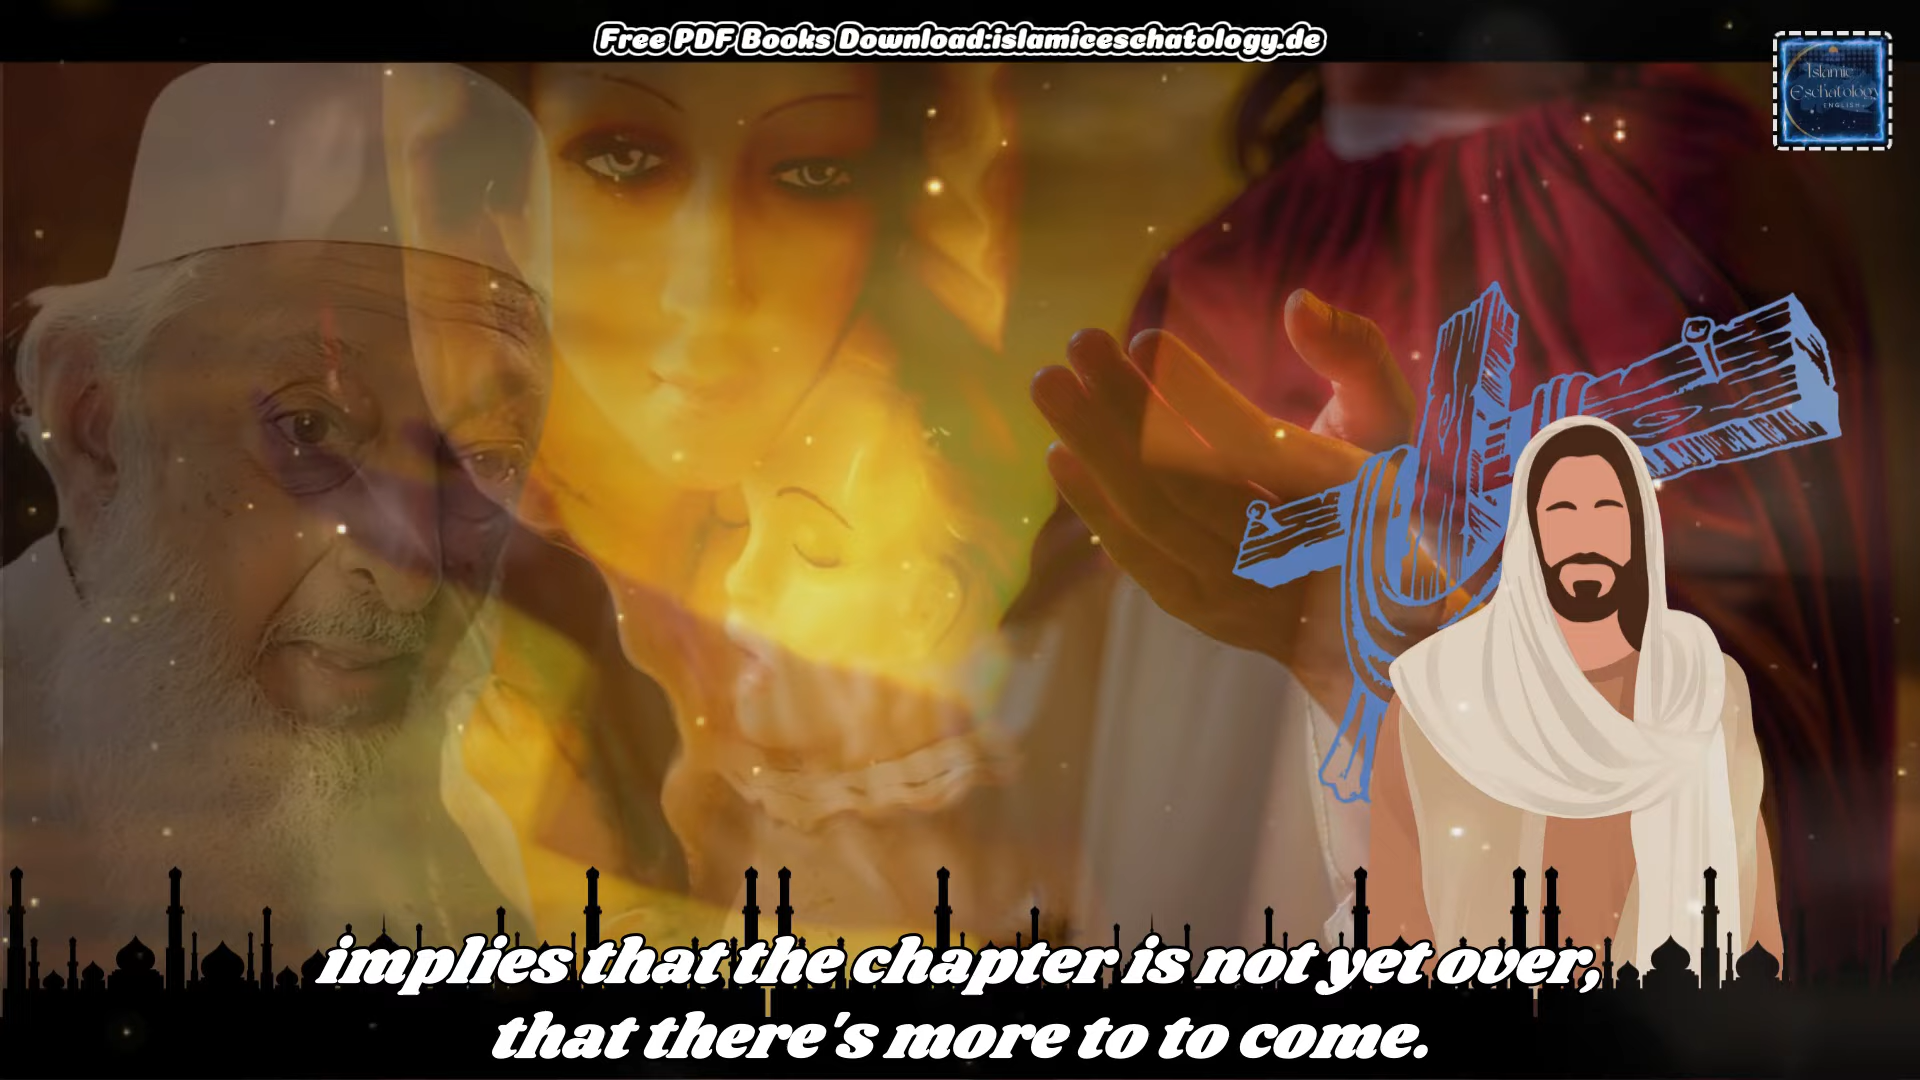 Free PDF Books Download:islamiceschatology.de
Islamic
Eschatology
ENGLISH
implies that the chapter is not yet over,
that there's more to to come.